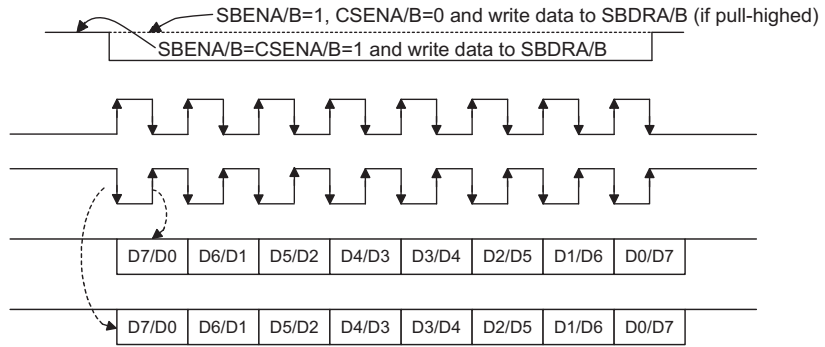 SBENA/B=1, CSENA/B=0 and write data to SBDRA/B (if pull-highed)
SBENA/B=CSENA/B=1 and write data to SBDRA/B
D7/D0 D6/D1 D5/D2 D4/D3 D3/D4 D2/D5 D1/D6 D0/D7
D7/D0 D6/D1 D5/D2 D4/D3 D3/D4 D2/D5 D1/D6 D0/D7